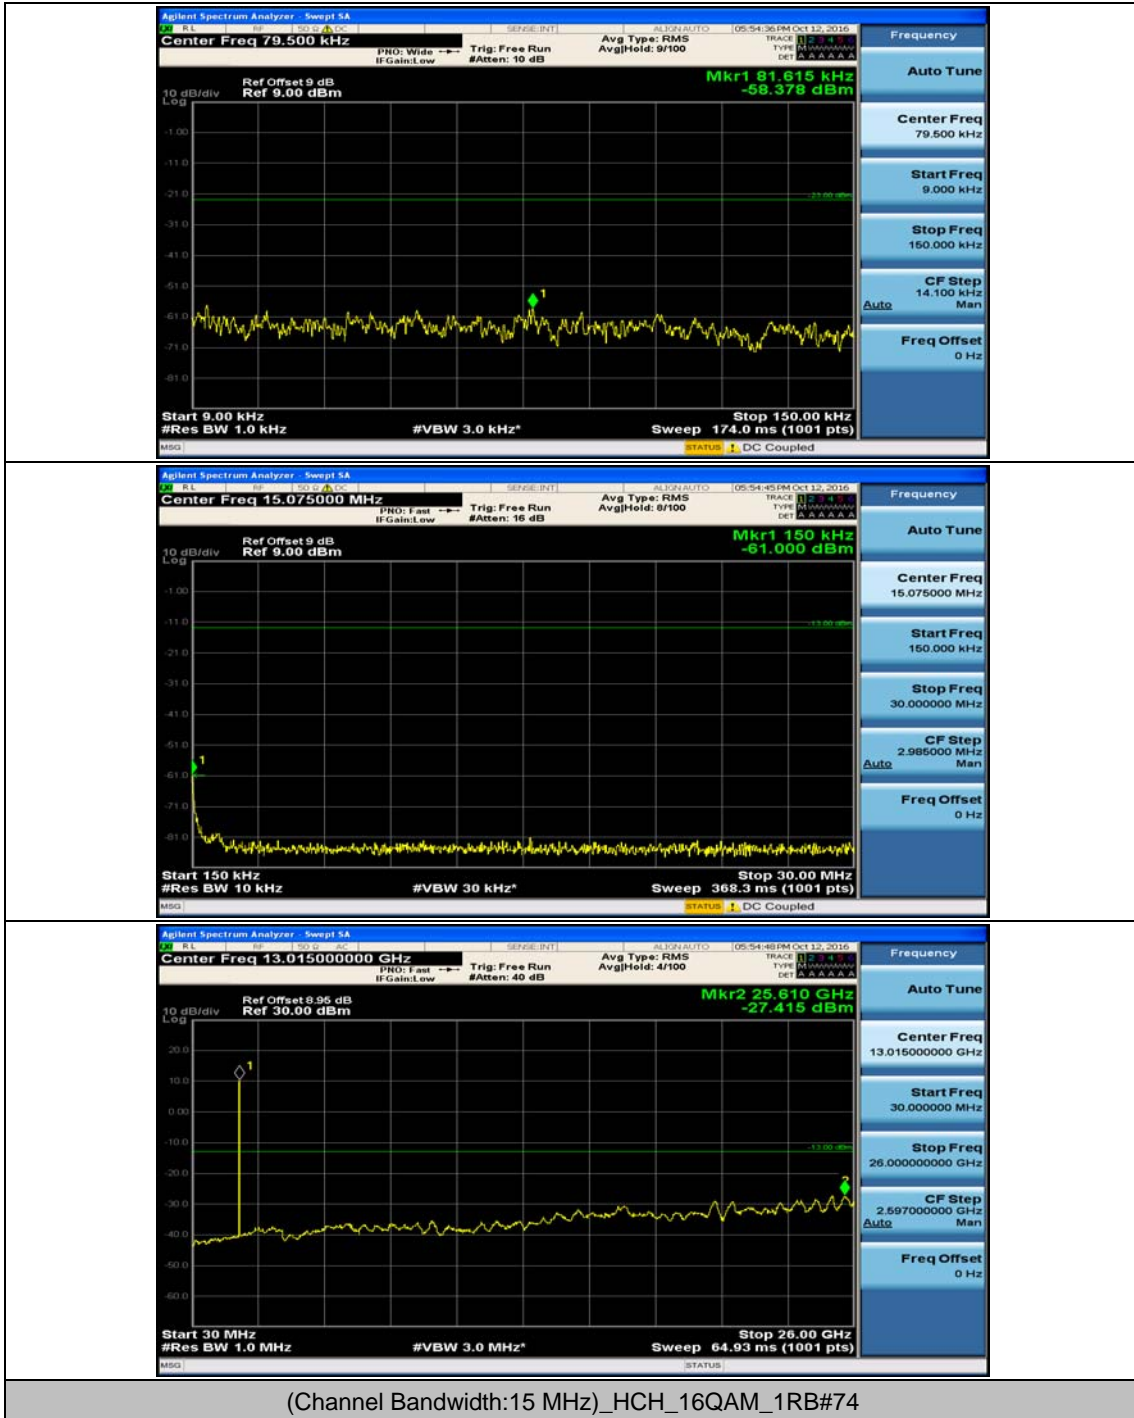 Agilent Spectrum Analyzer - Swept SA
RL RF 50 Ω DC SENSE:INT ALIGN AUTO 05:54:36 PM Oct 12, 2016
Center Freq 79.500 kHz
PNO: Wide
IFGain:Low
Trig: Free Run
#Atten: 10 dB
Avg Type: RMS
Avg|Hold: 9/100
TRACE 1 2 3 4 5 6
TYPE M W W W W W
DET A A A A A A
Ref Offset 9 dB
Ref 9.00 dBm
10 dB/div
Log
Mkr1 81.615 kHz
-58.378 dBm
-1.00
-11.0
-21.0
-21.00 dBm
-31.0
-41.0
-51.0
-61.0
-71.0
-81.0
1
Start 9.00 kHz
Stop 150.00 kHz
#Res BW 1.0 kHz
#VBW 3.0 kHz*
Sweep 174.0 ms (1001 pts)
MSG
STATUS
DC Coupled
Frequency
Auto Tune
Center Freq
79.500 kHz
Start Freq
9.000 kHz
Stop Freq
150.000 kHz
CF Step
14.100 kHz
Auto Man
Freq Offset
0 Hz
Agilent Spectrum Analyzer - Swept SA
RL RF 50 Ω DC SENSE:INT ALIGN AUTO 05:54:45 PM Oct 12, 2016
Center Freq 15.075000 MHz
PNO: Fast
IFGain:Low
Trig: Free Run
#Atten: 16 dB
Avg Type: RMS
Avg|Hold: 8/100
TRACE 1 2 3 4 5 6
TYPE M W W W W W
DET A A A A A A
Ref Offset 9 dB
Ref 9.00 dBm
10 dB/div
Log
Mkr1 150 kHz
-61.000 dBm
-1.00
-11.0
-13.00 dBm
-21.0
-31.0
-41.0
-51.0
-61.0
-71.0
-81.0
1
Start 150 kHz
Stop 30.00 MHz
#Res BW 10 kHz
#VBW 30 kHz*
Sweep 368.3 ms (1001 pts)
MSG
STATUS
DC Coupled
Frequency
Auto Tune
Center Freq
15.075000 MHz
Start Freq
150.000 kHz
Stop Freq
30.000000 MHz
CF Step
2.985000 MHz
Auto Man
Freq Offset
0 Hz
Agilent Spectrum Analyzer - Swept SA
RL RF 50 Ω AC SENSE:INT ALIGN AUTO 05:54:48 PM Oct 12, 2016
Center Freq 13.015000000 GHz
PNO: Fast
IFGain:Low
Trig: Free Run
#Atten: 40 dB
Avg Type: RMS
Avg|Hold: 4/100
TRACE 1 2 3 4 5 6
TYPE M W W W W W
DET A A A A A A
Ref Offset 8.95 dB
Ref 30.00 dBm
10 dB/div
Log
Mkr2 25.610 GHz
-27.415 dBm
20.0
10.0
0.00
-10.0
-13.00 dBm
-20.0
-30.0
-40.0
-50.0
-60.0
1
2
Start 30 MHz
Stop 26.00 GHz
#Res BW 1.0 MHz
#VBW 3.0 MHz*
Sweep 64.93 ms (1001 pts)
MSG
STATUS
Frequency
Auto Tune
Center Freq
13.015000000 GHz
Start Freq
30.000000 MHz
Stop Freq
26.000000000 GHz
CF Step
2.597000000 GHz
Auto Man
Freq Offset
0 Hz
(Channel Bandwidth:15 MHz)_HCH_16QAM_1RB#74